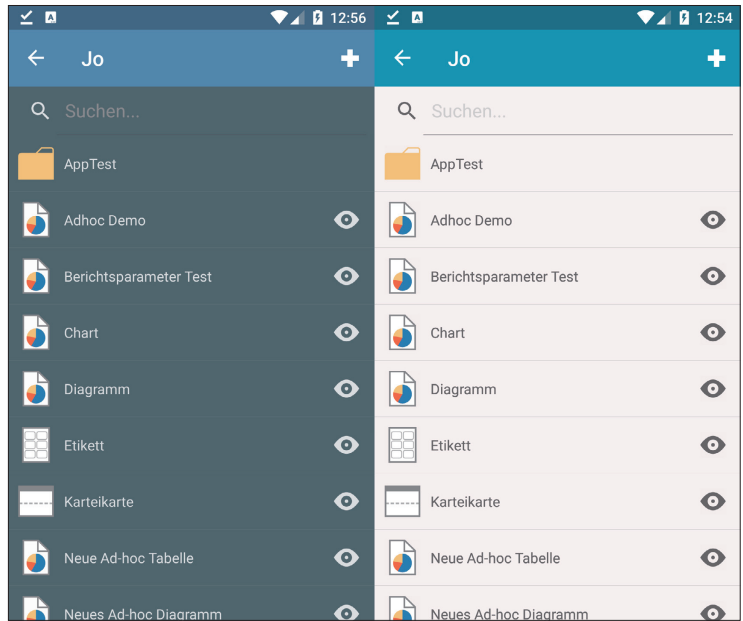 12:56
Jo
Suchen...
AppTest
Adhoc Demo
Berichtsparameter Test
Chart
Diagramm
Etikett
Karteikarte
Neue Ad-hoc Tabelle
Neues Ad-hoc Diagramm
12:54
Jo
Suchen...
AppTest
Adhoc Demo
Berichtsparameter Test
Chart
Diagramm
Etikett
Karteikarte
Neue Ad-hoc Tabelle
Neues Ad-hoc Diagramm